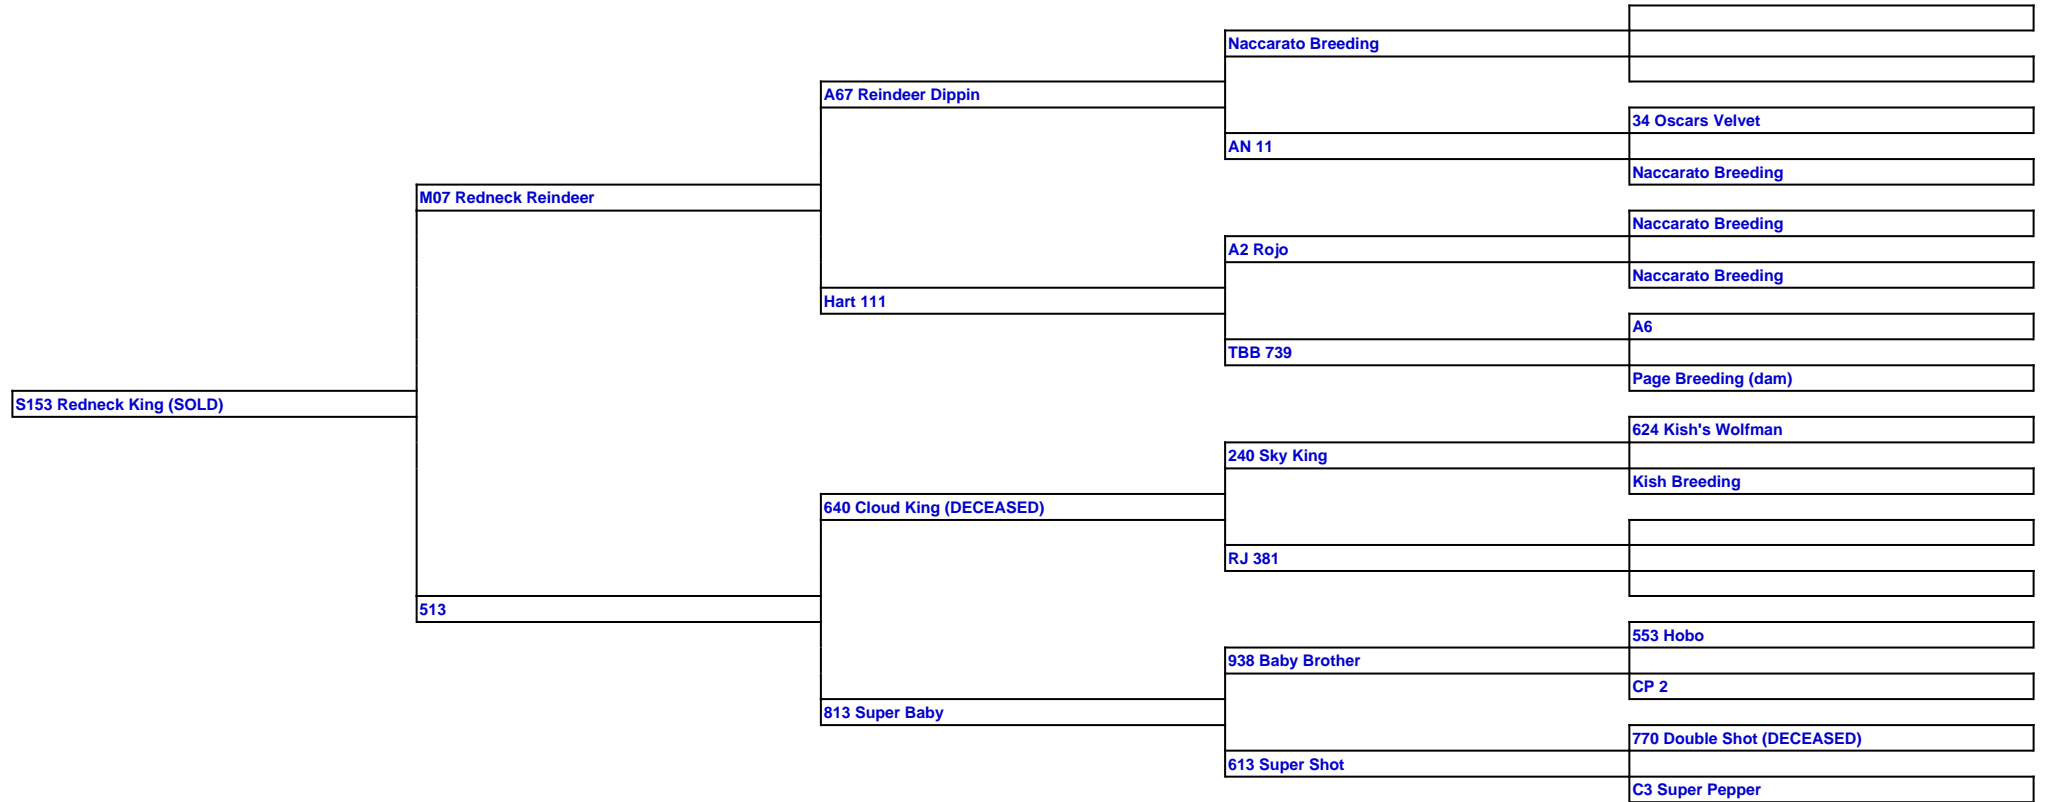 Naccarato Breeding
A67 Reindeer Dippin
34 Oscars Velvet
AN 11
Naccarato Breeding
M07 Redneck Reindeer
Naccarato Breeding
A2 Rojo
Naccarato Breeding
Hart 111
A6
TBB 739
Page Breeding (dam)
S153 Redneck King (SOLD)
624 Kish's Wolfman
240 Sky King
Kish Breeding
640 Cloud King (DECEASED)
RJ 381
513
553 Hobo
938 Baby Brother
CP 2
813 Super Baby
770 Double Shot (DECEASED)
613 Super Shot
C3 Super Pepper